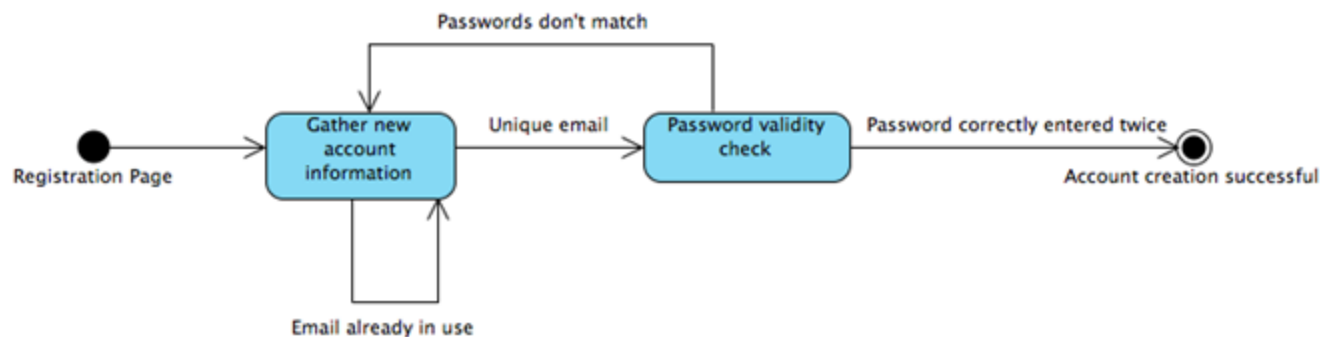 Passwords don't match
Gather new
account
information
Unique email
Password validity
check
Password correctly entered twice
Registration Page
Account creation successful
Email already in use